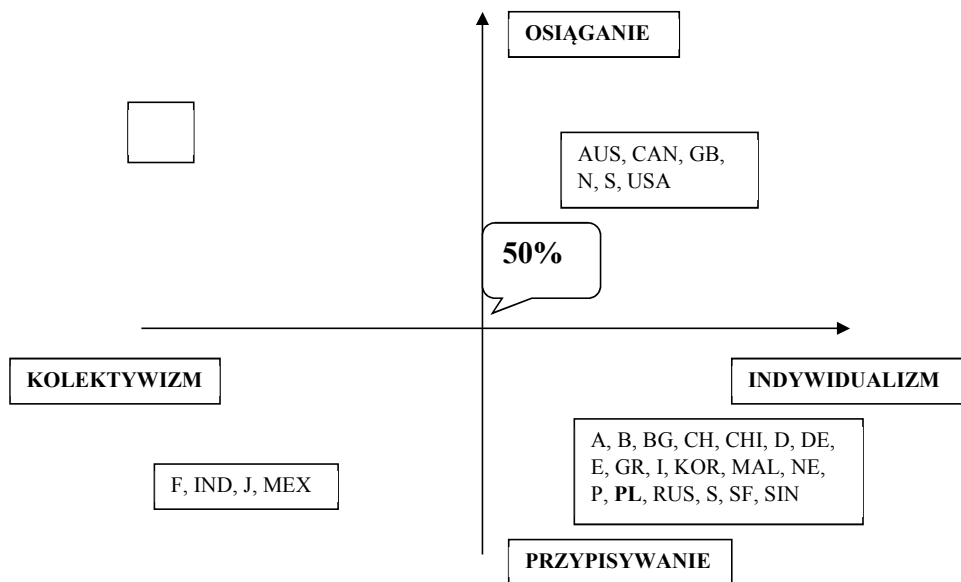 OSIĄGANIE
AUS, CAN, GB,
N, S, USA
50%
KOLEKTYWIZM
INDYWIDUALIZM
A, B, BG, CH, CHI, D, DE,
E, GR, I, KOR, MAL, NE,
P, PL, RUS, S, SF, SIN
F, IND, J, MEX
PRZYPISYWANIE